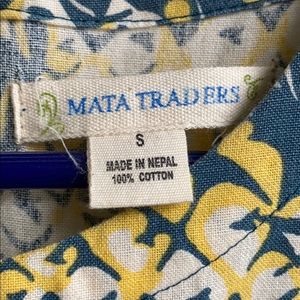 MATA TRADERS
S
MADE IN NEPAL
100% COTTON